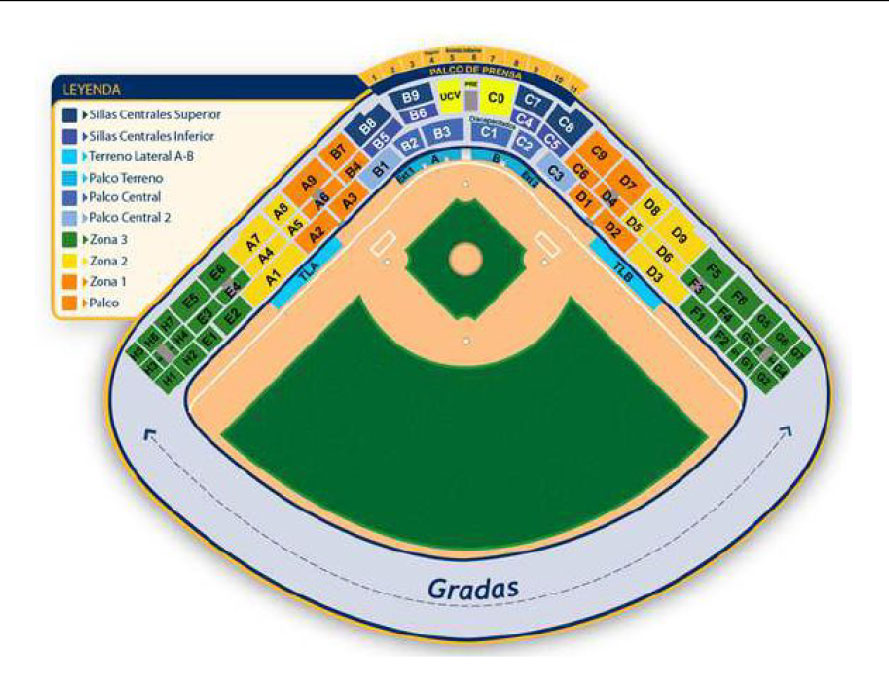 1 2 3 4 5 6 7 8 9 10 11
PALCO DE PRENSA
LEYENDA
Sillas Centrales Superior
Sillas Centrales Inferior
Terreno Lateral A-B
Palco Terreno
Palco Central
Palco Central 2
Zona 3
Zona 2
Zona 1
Palco
B9
UCV
PRE
C0
C7
B8
B6
C4
C8
B5
B2
B3
C1
C2
C5
B7
B4
B1
A
B
C3
C6
C9
A9
A6
A3
D1
D4
D7
A8
A5
A2
D2
D5
D8
A7
A4
A1
D3
D6
D9
TLA
TLB
E6
E5
E4
E3
E2
E1
F5
F6
F3
F4
F1
F2
H7
H6
H5
H4
H3
H2
H1
G5
G6
G7
G3
G1
G2
Gradas